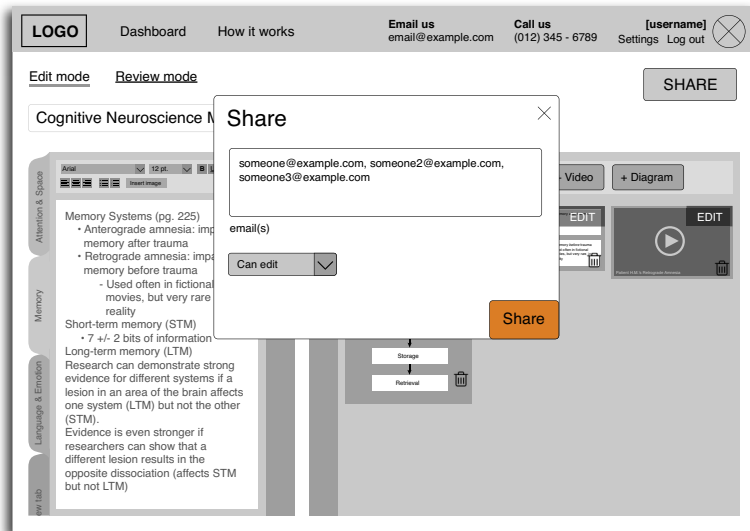 LOGO
Dashboard
How it works
Email us
email@example.com
Call us
(012) 345 - 6789
[username]
Settings Log out
Edit mode
Review mode
SHARE
Cognitive Neuroscience
Share
someone@example.com, someone2@example.com,
someone3@example.com
email(s)
Can edit
Share
Attention & Space
Memory
Language & Emotion
tab
Arial
12 pt.
B
Insert image
Memory Systems (pg. 225)
• Anterograde amnesia:
memory after trauma
• Retrograde amnesia:
memory before trauma
- Used often in fictional
movies, but very rare
reality
Short-term memory (STM)
• 7 +/- 2 bits of information
Long-term memory (LTM)
Research can demonstrate strong
evidence for different systems if a
lesion in an area of the brain affects
one system (LTM) but not the other
(STM).
Evidence is even stronger if
researchers can show that a
different lesion results in the
opposite dissociation (affects STM
but not LTM)
Video
+ Diagram
EDIT
EDIT
Patient H.M.'s Retrograde Amnesia
Storage
Retrieval